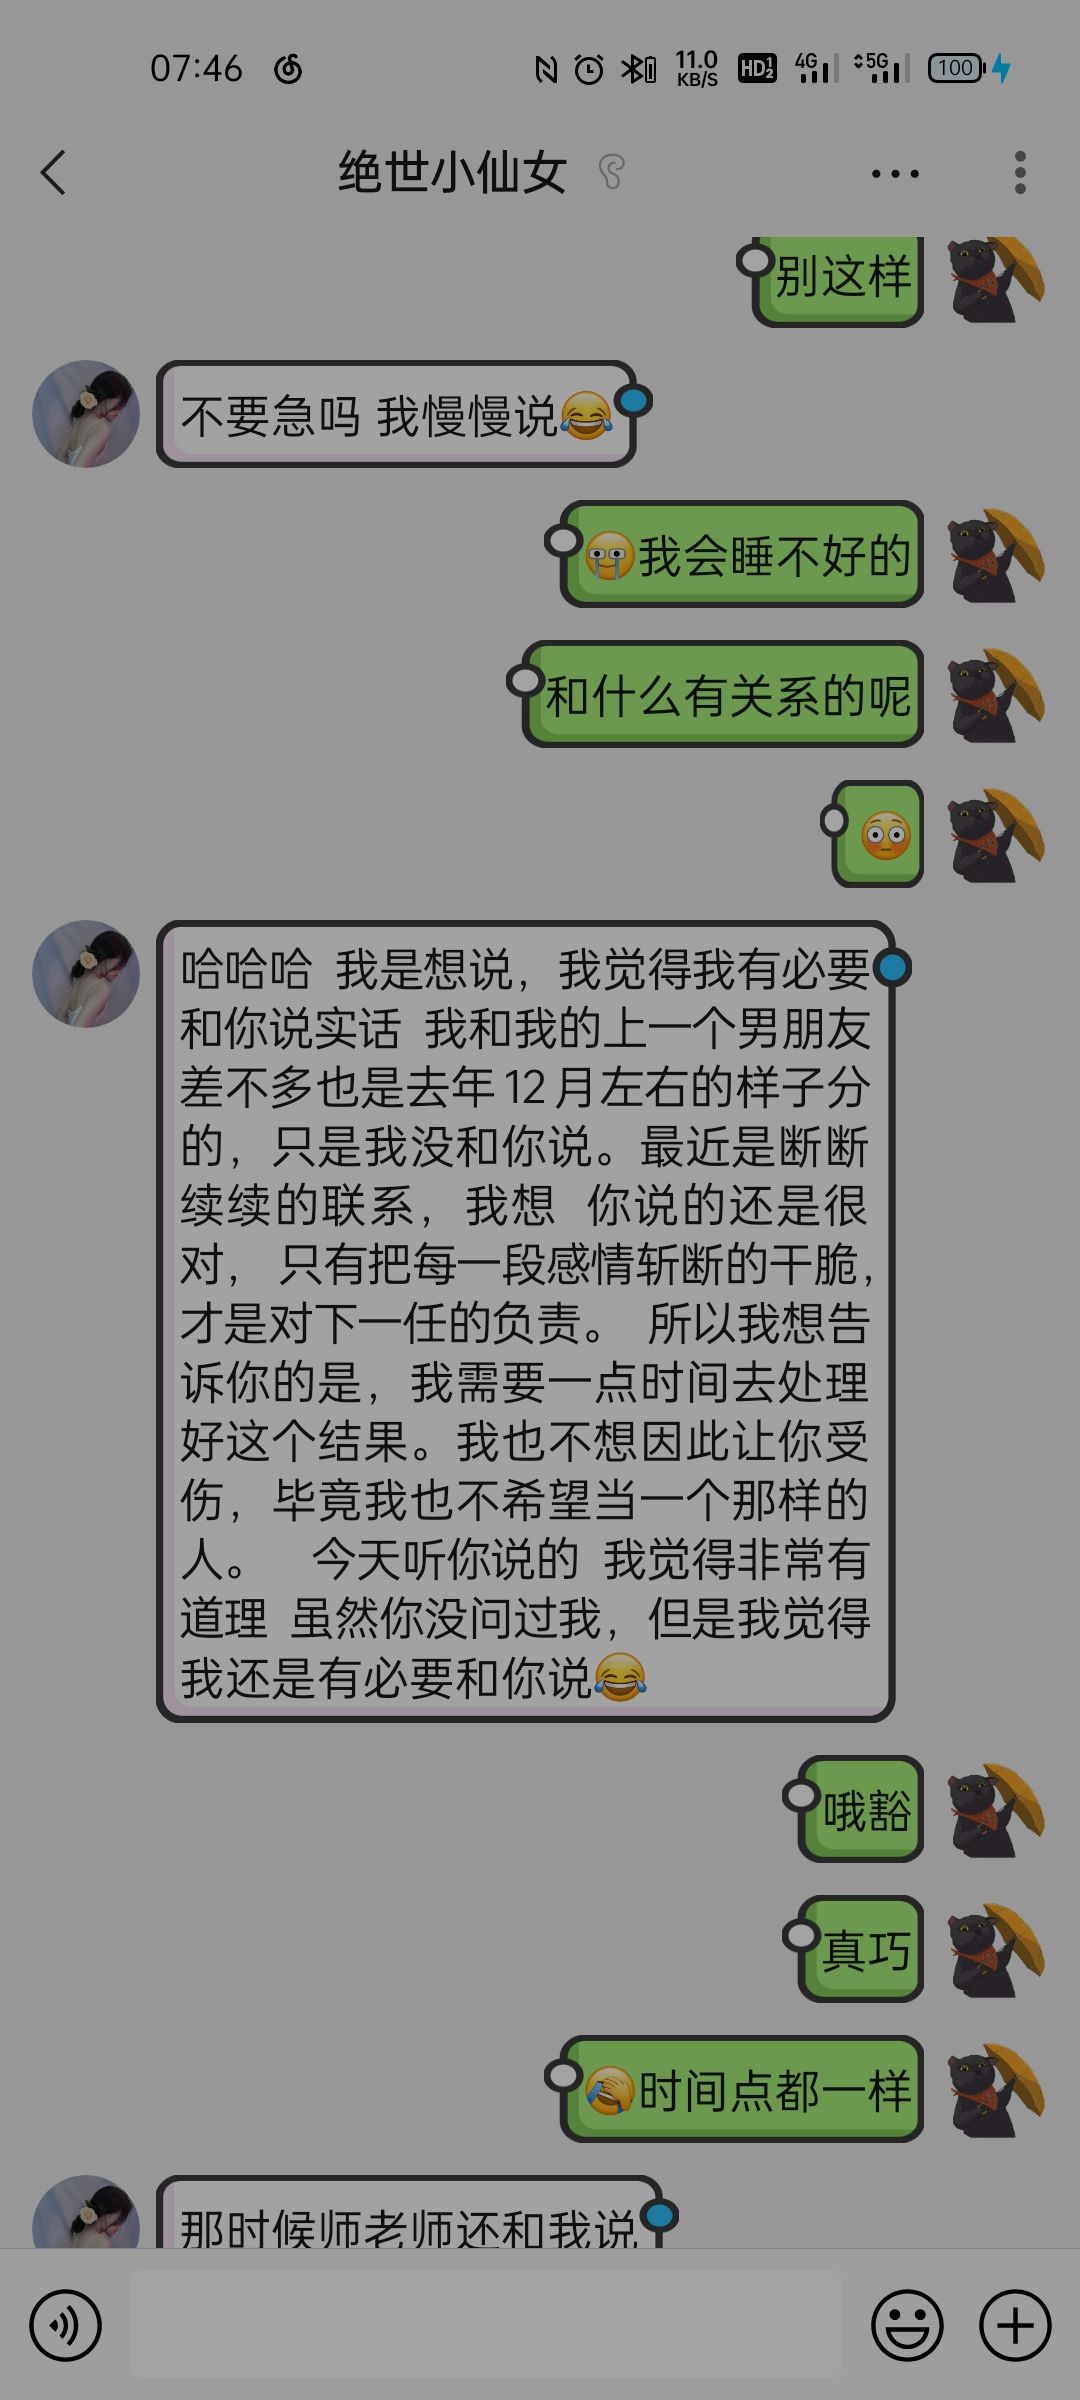 07:46
11.0
KB/S
HD 1 2
4G
5G
100
绝世小仙女
别这样
不要急吗 我慢慢说😂
😭我会睡不好的
和什么有关系的呢
😳
哈哈哈 我是想说，我觉得我有必要
和你说实话 我和我的上一个男朋友
差不多也是去年12月左右的样子分
的，只是我没和你说。最近是断断
续续的联系，我想 你说的还是很
对， 只有把每一段感情斩断的干脆，
才是对下一任的负责。 所以我想告
诉你的是，我需要一点时间去处理
好这个结果。我也不想因此让你受
伤，毕竟我也不希望当一个那样的
人。 今天听你说的 我觉得非常有
道理 虽然你没问过我，但是我觉得
我还是有必要和你说😂
哦豁
真巧
🤦时间点都一样
那时候师老师还和我说